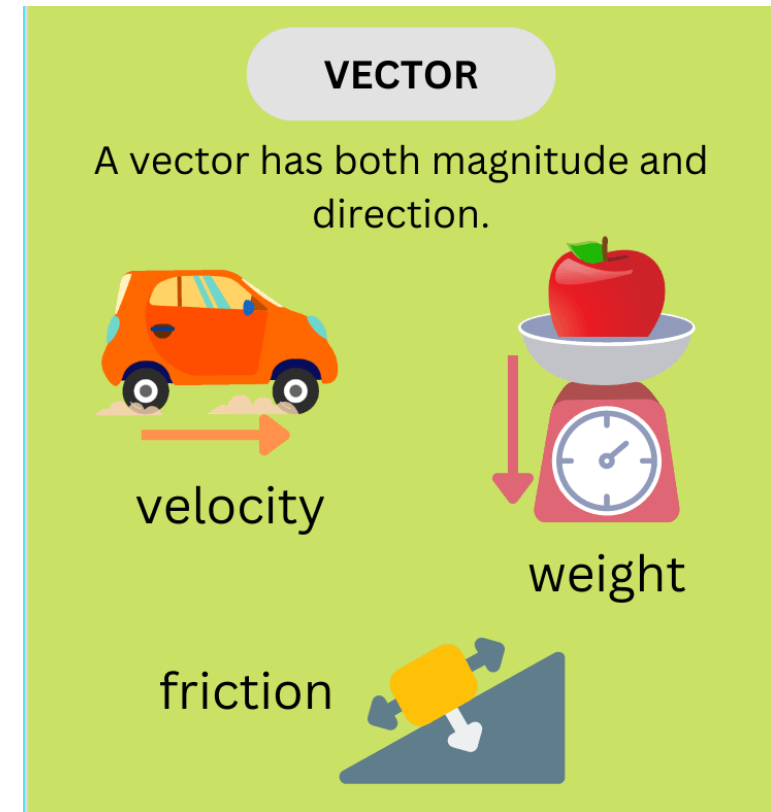 VECTOR
A vector has both magnitude and
direction.
velocity
weight
friction